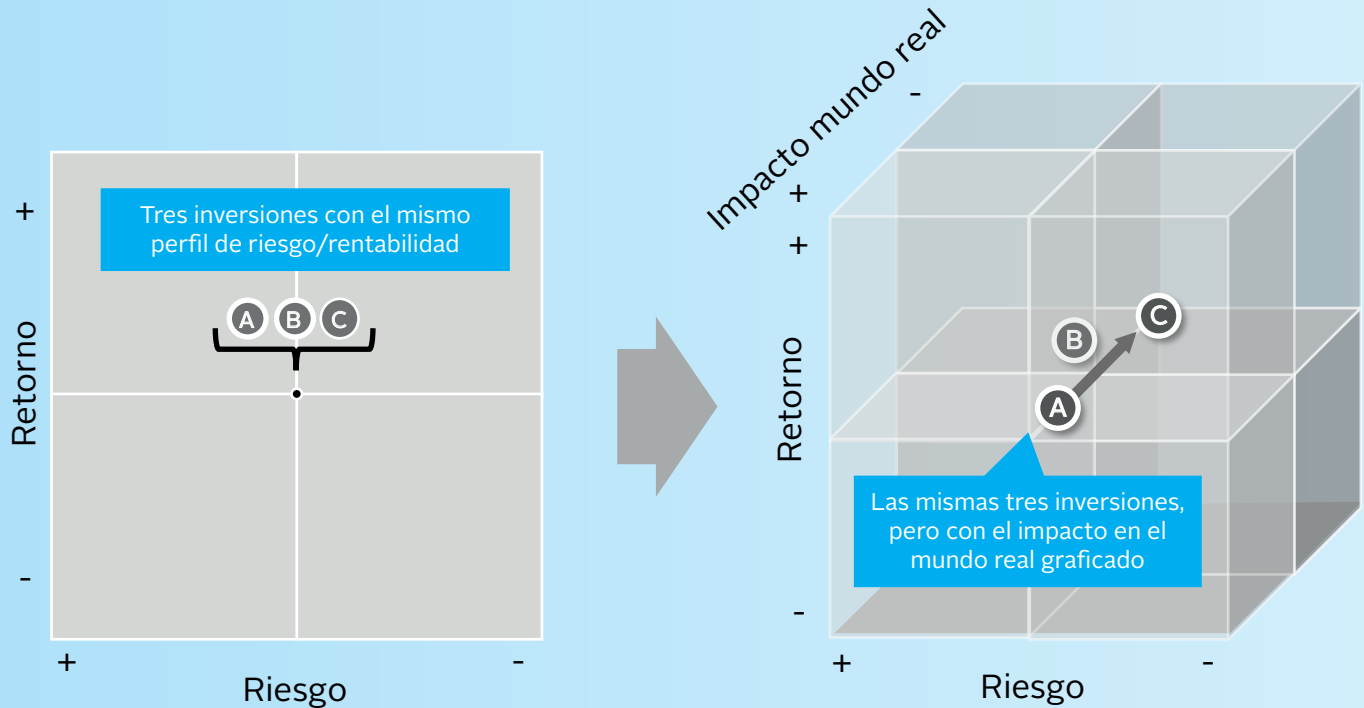 Tres inversiones con el mismo
perfil de riesgo/rentabilidad
+
A B C
Retorno
-
+ -
Riesgo
Impacto mundo real
-
+
+
C
B
A
Retorno
Las mismas tres inversiones,
pero con el impacto en el
mundo real graficado
-
+ -
Riesgo